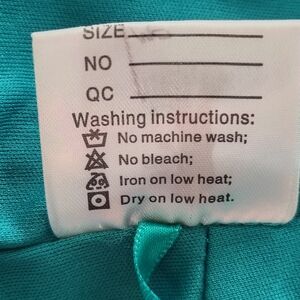 SIZE
NO
QC
Washing instructions:
No machine wash;
No bleach;
Iron on low heat;
Dry on low heat.